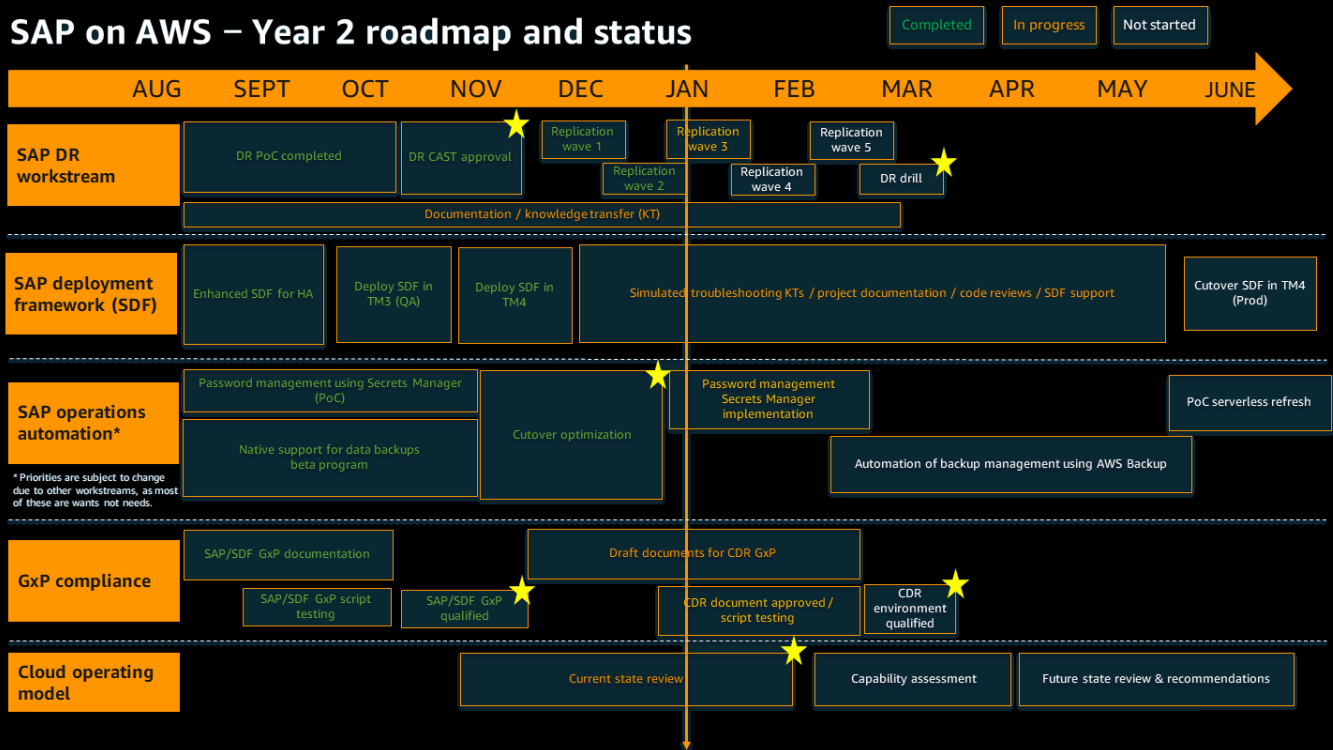 SAP on AWS – Year 2 roadmap and status
Completed
In progress
Not started
AUG SEPT OCT NOV DEC JAN FEB MAR APR MAY JUNE
SAP DR
workstream
DR PoC completed
DR CAST approval
Replication
wave 1
Replication
wave 2
Replication
wave 3
Replication
wave 4
Replication
wave 5
DR drill
Documentation / knowledge transfer (KT)
SAP deployment
framework (SDF)
Enhanced SDF for HA
Deploy SDF in
TM3 (QA)
Deploy SDF in
TM4
Simulated troubleshooting KTs / project documentation / code reviews / SDF support
Cutover SDF in TM4
(Prod)
SAP operations
automation*
* Priorities are subject to change
due to other workstreams, as most
of these are wants not needs.
Password management using Secrets Manager
(PoC)
Native support for data backups
beta program
Cutover optimization
Password management
Secrets Manager
implementation
Automation of backup management using AWS Backup
PoC serverless refresh
GxP compliance
SAP/SDF GxP documentation
SAP/SDF GxP script
testing
SAP/SDF GxP
qualified
Draft documents for CDR GxP
CDR document approved /
script testing
CDR
environment
qualified
Cloud operating
model
Current state review
Capability assessment
Future state review & recommendations